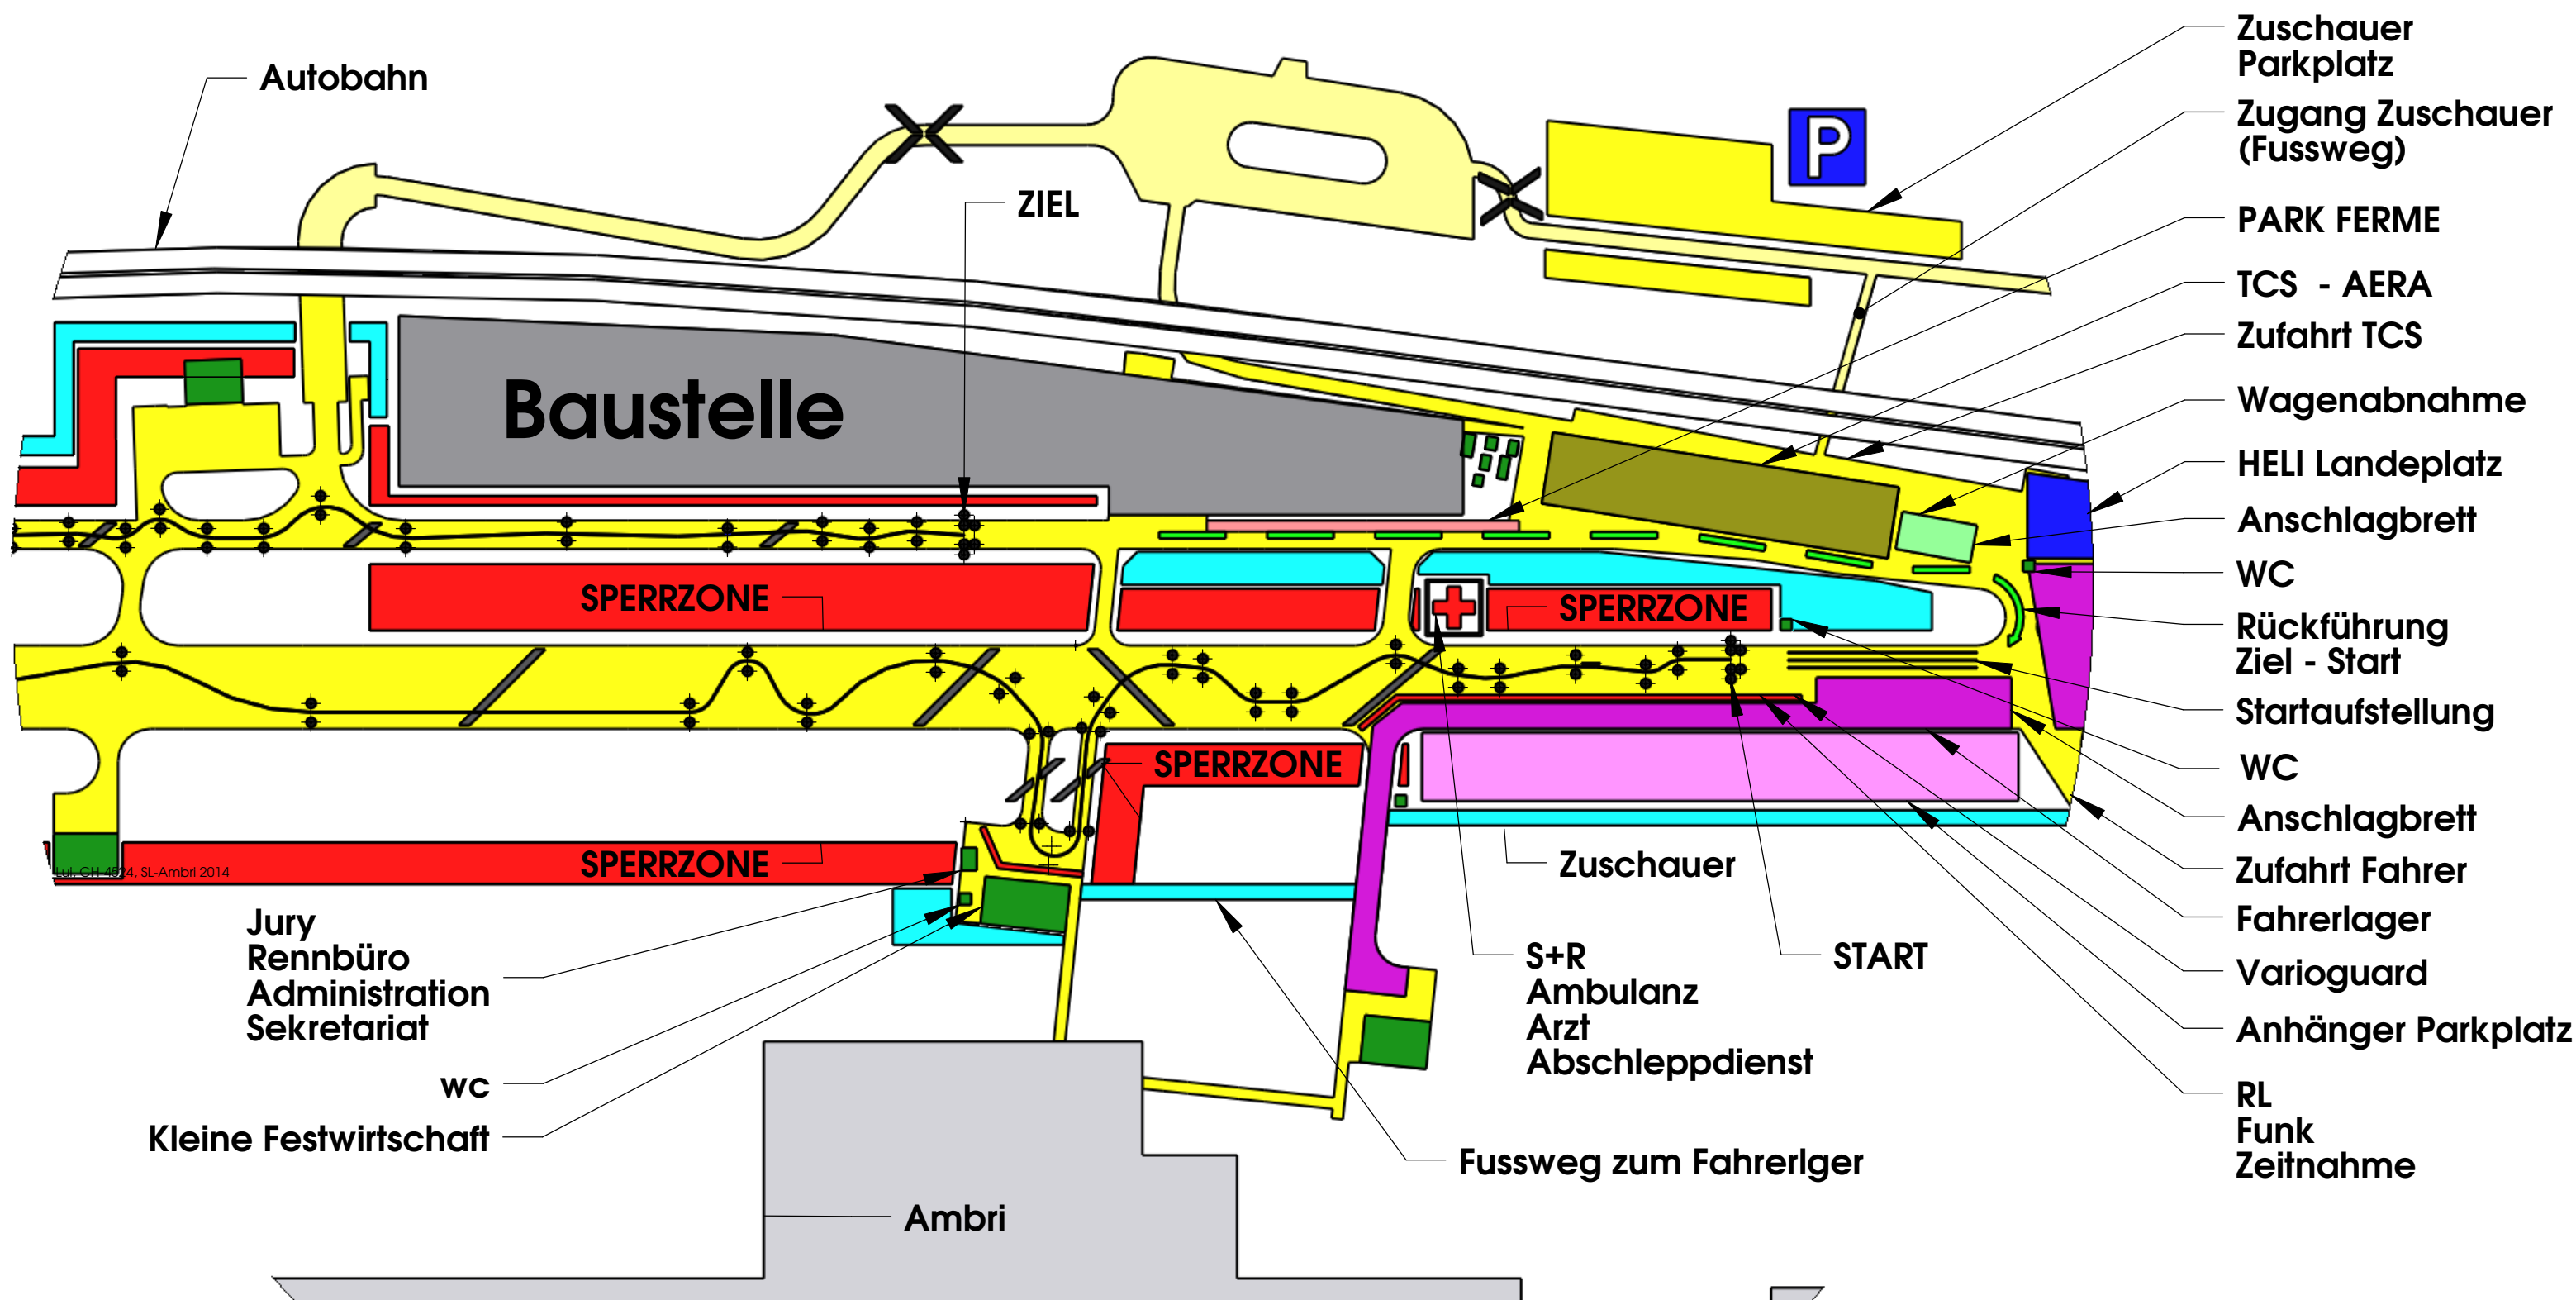 Autobahn
ZIEL
Baustelle
P
Zuschauer
Parkplatz
Zugang Zuschauer
(Fussweg)
PARK FERME
TCS - AERA
Zufahrt TCS
Wagenabnahme
HELI Landeplatz
Anschlagbrett
WC
Rückführung
Ziel - Start
Startaufstellung
WC
Anschlagbrett
Zufahrt Fahrer
Fahrerlager
Varioguard
Anhänger Parkplatz
RL
Funk
Zeitnahme
SPERRZONE
SPERRZONE
SPERRZONE
SPERRZONE
Lui, CH-4524, SL-Ambri 2014
Zuschauer
Jury
Rennbüro
Administration
Sekretariat
wc
Kleine Festwirtschaft
S+R
Ambulanz
Arzt
Abschleppdienst
START
Fussweg zum Fahrerlger
Ambri